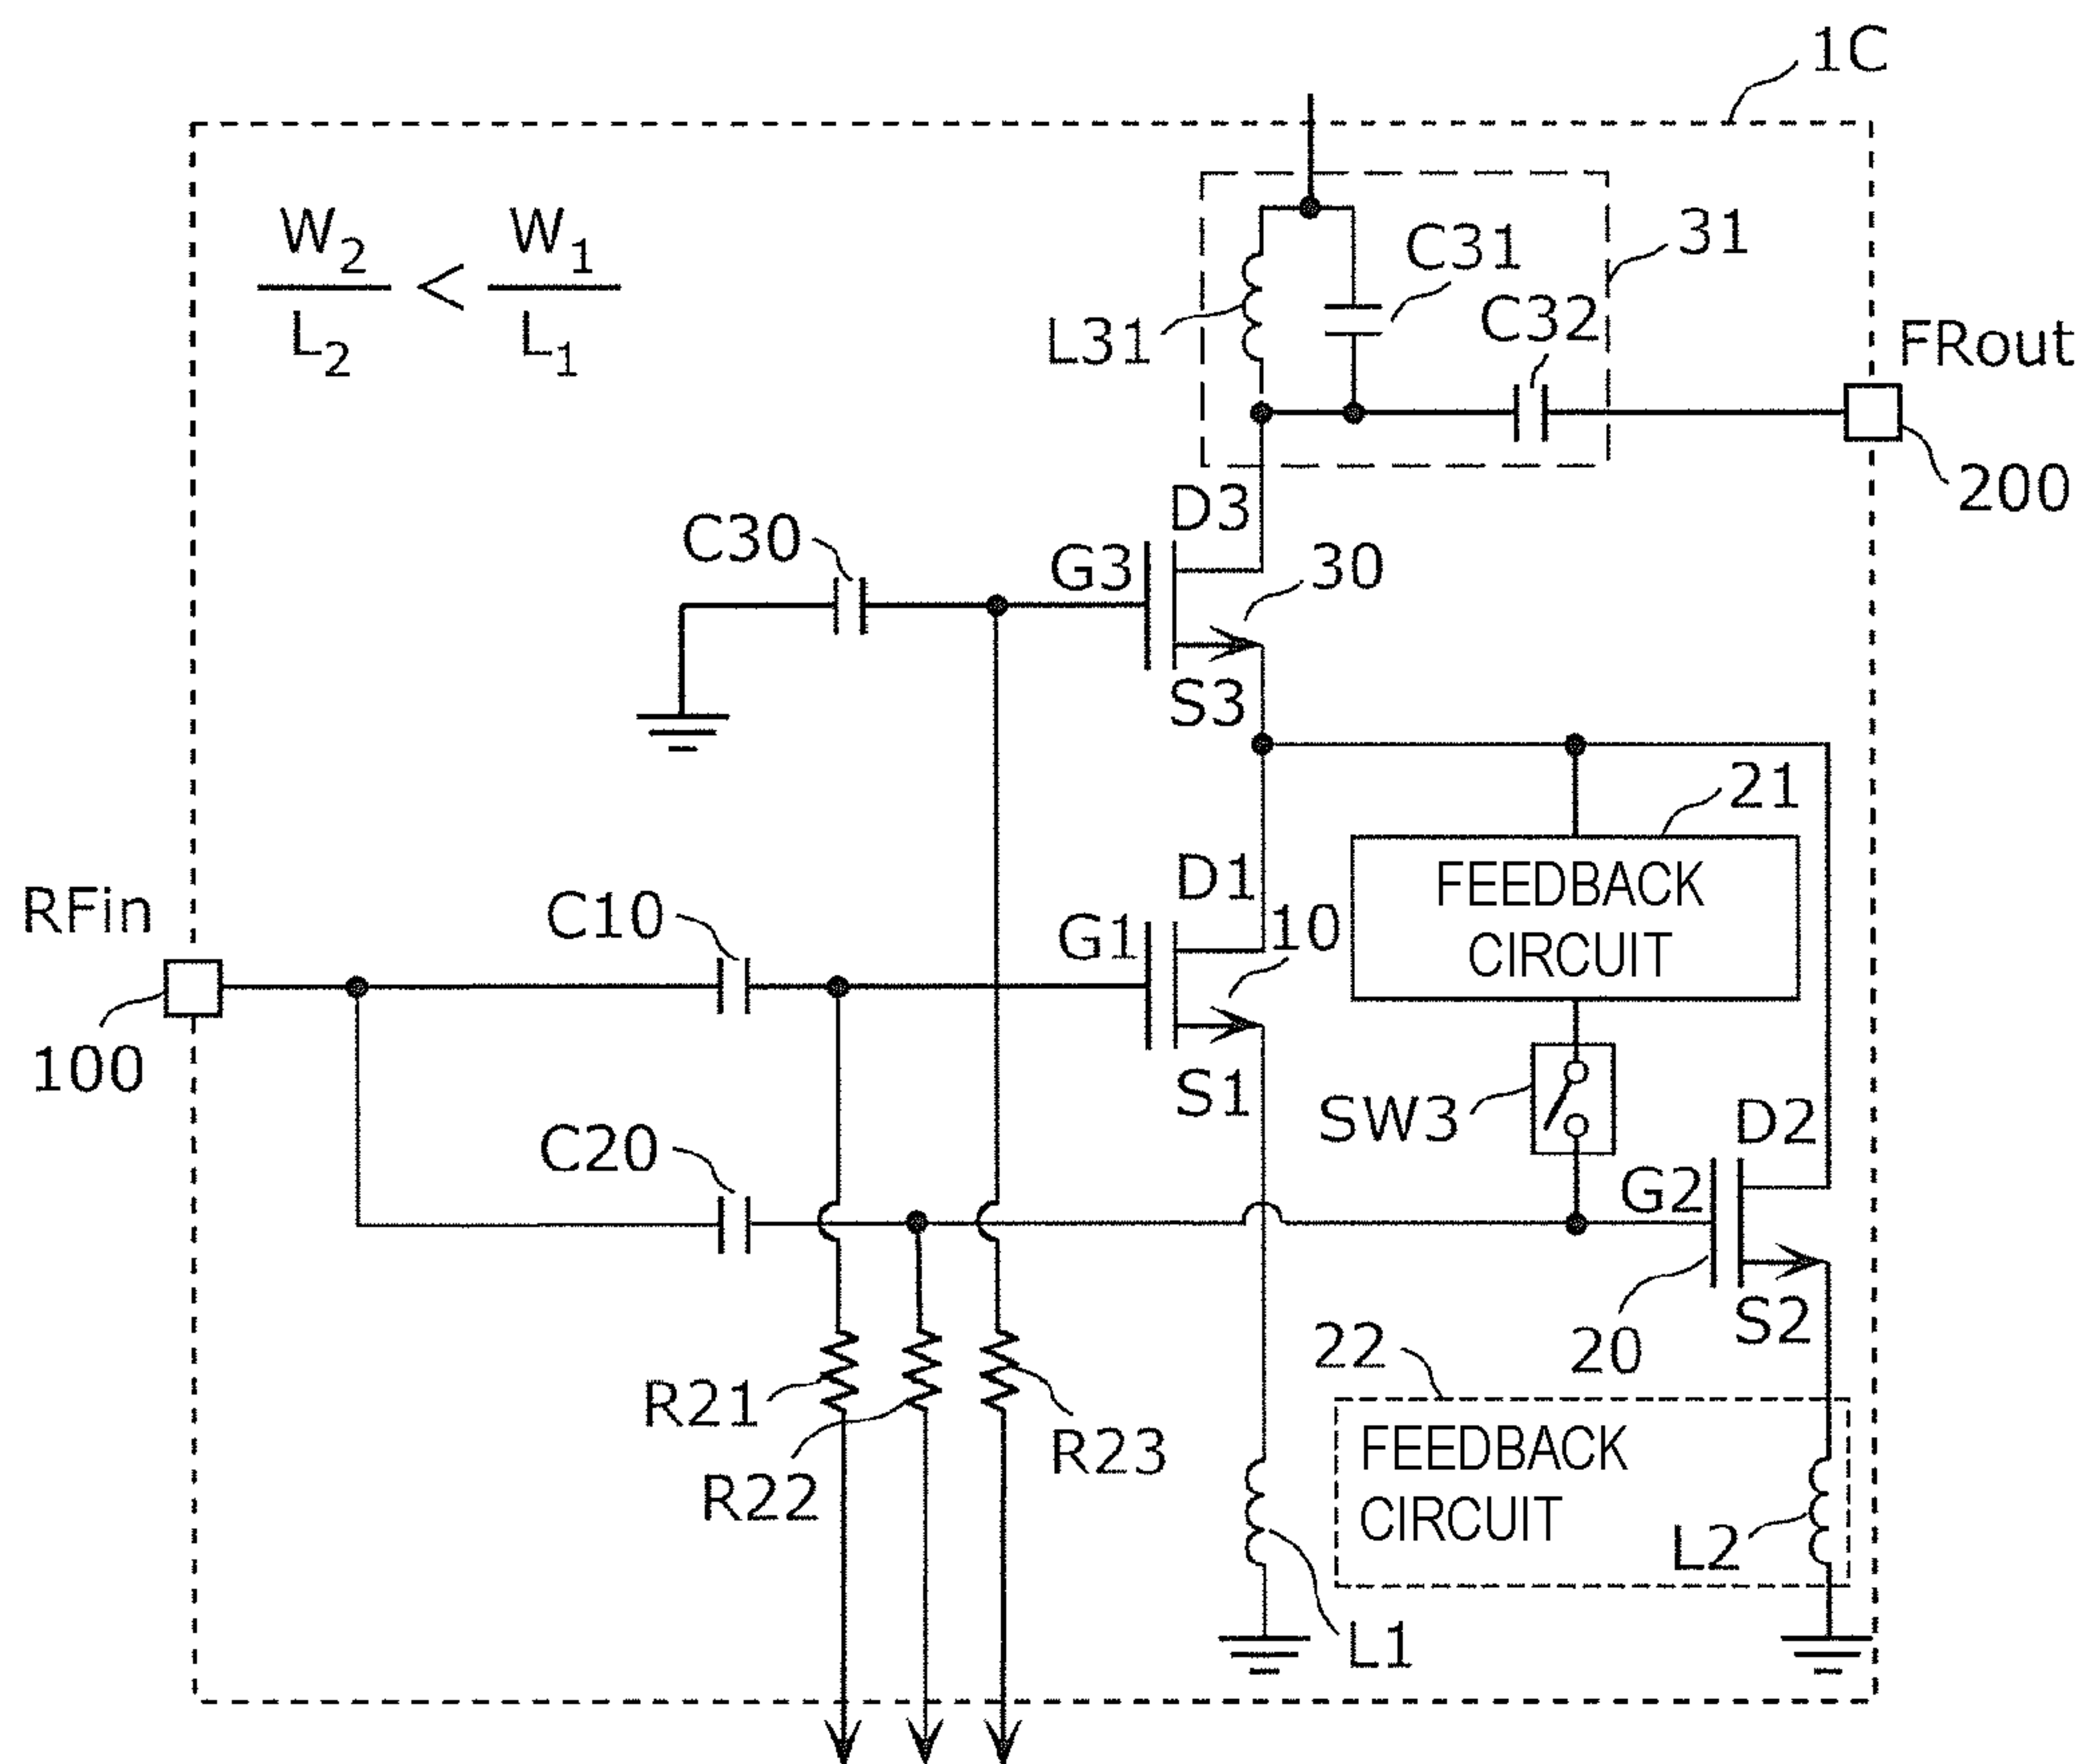 1C
W2 / L2 < W1 / L1
31
C31
C32
L31
FRout
200
D3
C30
G3
30
S3
21
FEEDBACK
CIRCUIT
D1
10
RFin
C10
G1
100
S1
SW3
D2
C20
G2
S2
22
20
R21
R22
R23
FEEDBACK
CIRCUIT
L2
L1